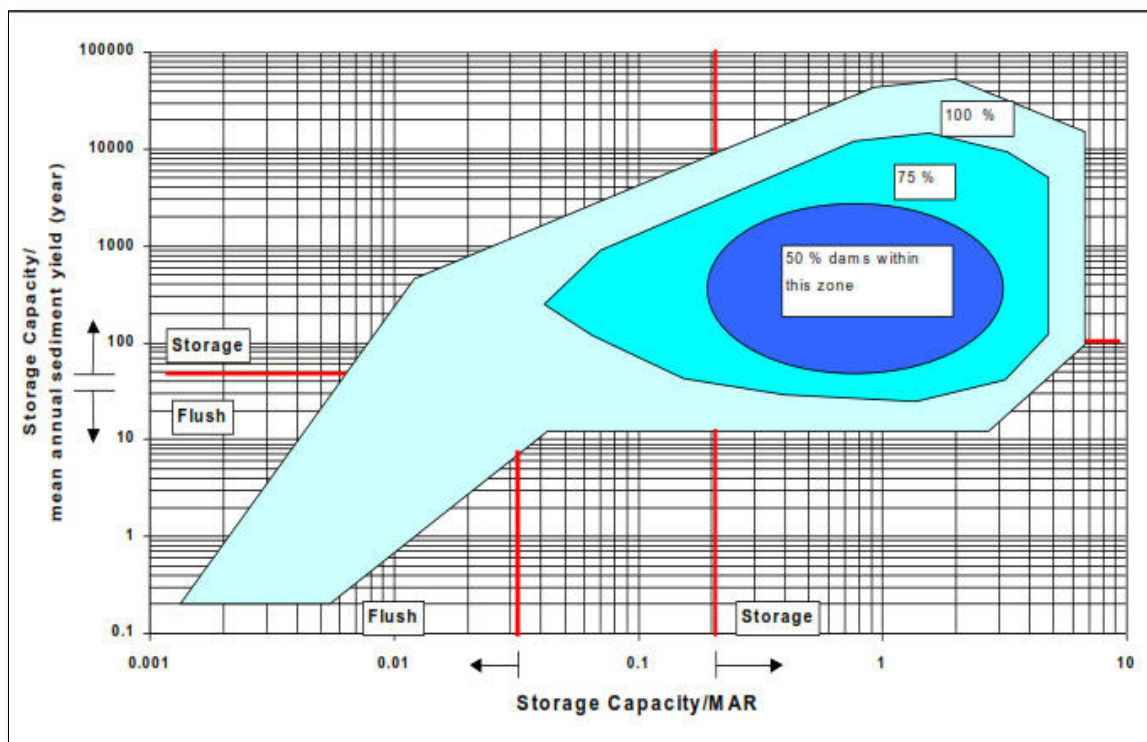 100000
10000
1000
100
10
1
0.1
Storage Capacity/
mean annual sediment yield (year)
100 %
75 %
50 % dams within
this zone
Storage
Flush
Flush
Storage
0.001
0.01
0.1
1
10
Storage Capacity/MAR